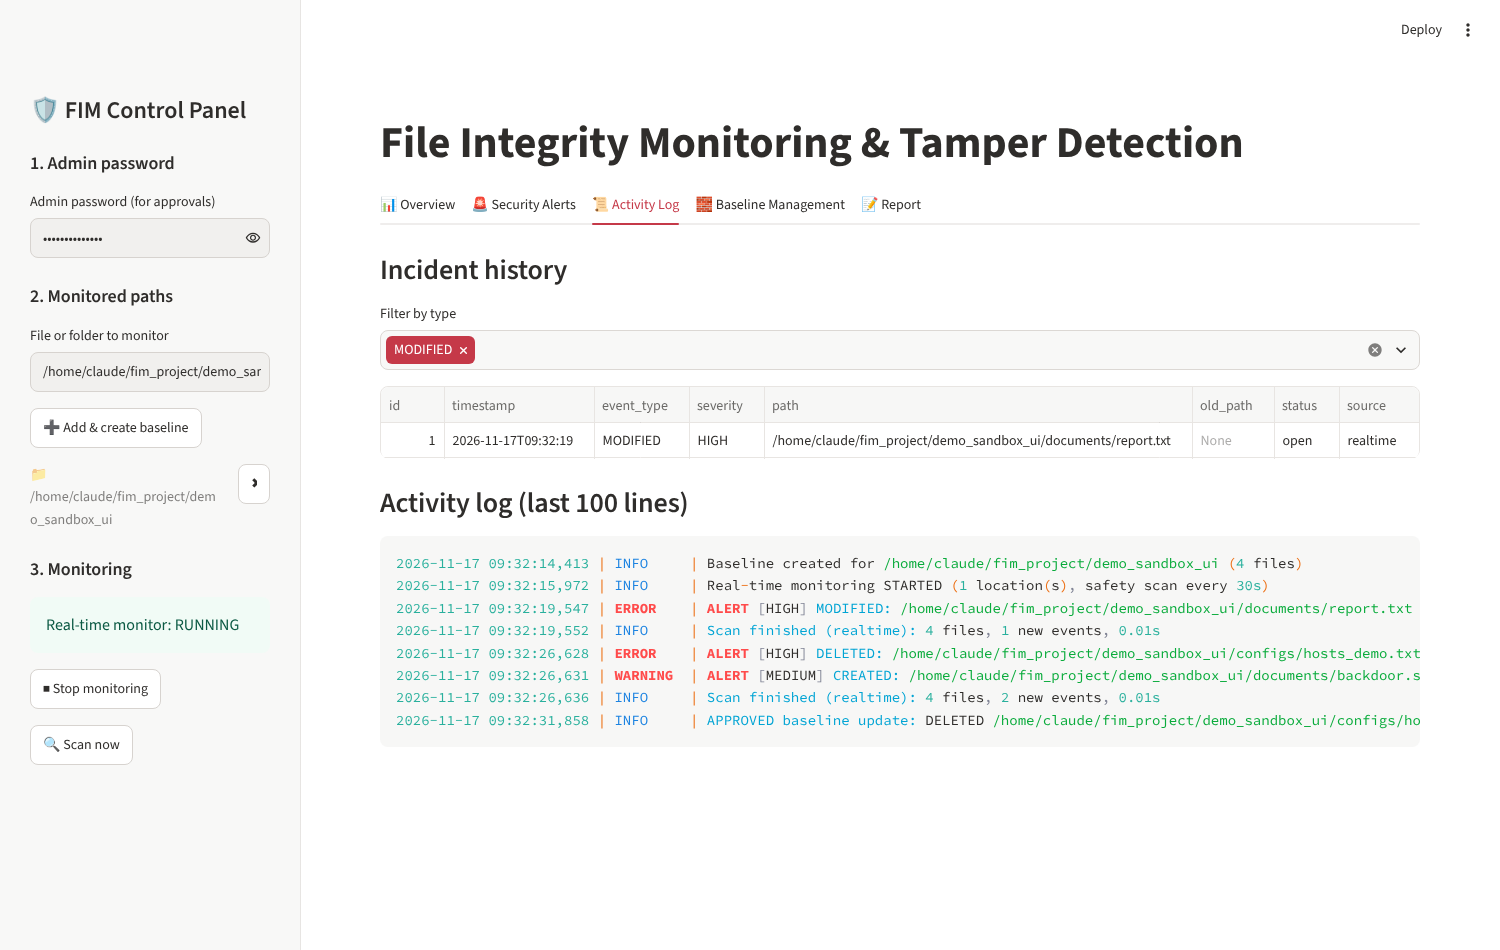 Deploy
FIM Control Panel
1. Admin password
Admin password (for approvals)
••••••••••••••
2. Monitored paths
File or folder to monitor
/home/claude/fim_project/demo_sar
Add & create baseline
/home/claude/fim_project/dem
o_sandbox_ui
3. Monitoring
Real-time monitor: RUNNING
Stop monitoring
Scan now
File Integrity Monitoring & Tamper Detection
Overview Security Alerts Activity Log Baseline Management Report
Incident history
Filter by type
MODIFIED ×
id timestamp event_type severity path old_path status source
1 2026-11-17T09:32:19 MODIFIED HIGH /home/claude/fim_project/demo_sandbox_ui/documents/report.txt None open realtime
Activity log (last 100 lines)
2026-11-17 09:32:14,413 | INFO | Baseline created for /home/claude/fim_project/demo_sandbox_ui (4 files)
2026-11-17 09:32:15,972 | INFO | Real-time monitoring STARTED (1 location(s), safety scan every 30s)
2026-11-17 09:32:19,547 | ERROR | ALERT [HIGH] MODIFIED: /home/claude/fim_project/demo_sandbox_ui/documents/report.txt
2026-11-17 09:32:19,552 | INFO | Scan finished (realtime): 4 files, 1 new events, 0.01s
2026-11-17 09:32:26,628 | ERROR | ALERT [HIGH] DELETED: /home/claude/fim_project/demo_sandbox_ui/configs/hosts_demo.txt
2026-11-17 09:32:26,631 | WARNING | ALERT [MEDIUM] CREATED: /home/claude/fim_project/demo_sandbox_ui/documents/backdoor.s
2026-11-17 09:32:26,636 | INFO | Scan finished (realtime): 4 files, 2 new events, 0.01s
2026-11-17 09:32:31,858 | INFO | APPROVED baseline update: DELETED /home/claude/fim_project/demo_sandbox_ui/configs/ho